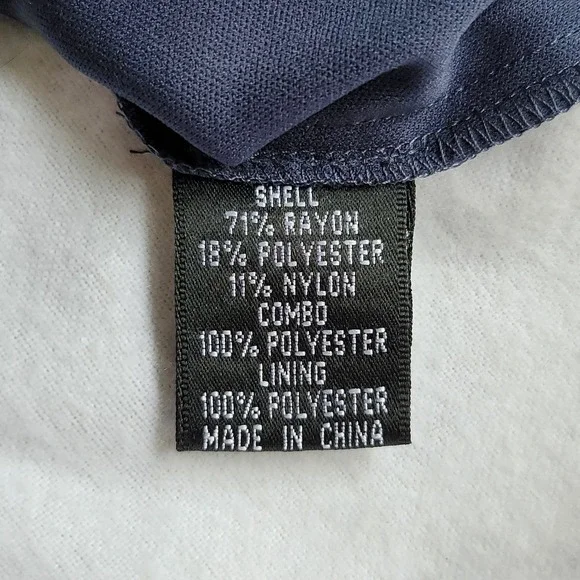 SHELL
71% RAYON
18% POLYESTER
11% NYLON
COMBO
100% POLYESTER
LINING
100% POLYESTER
MADE IN CHINA